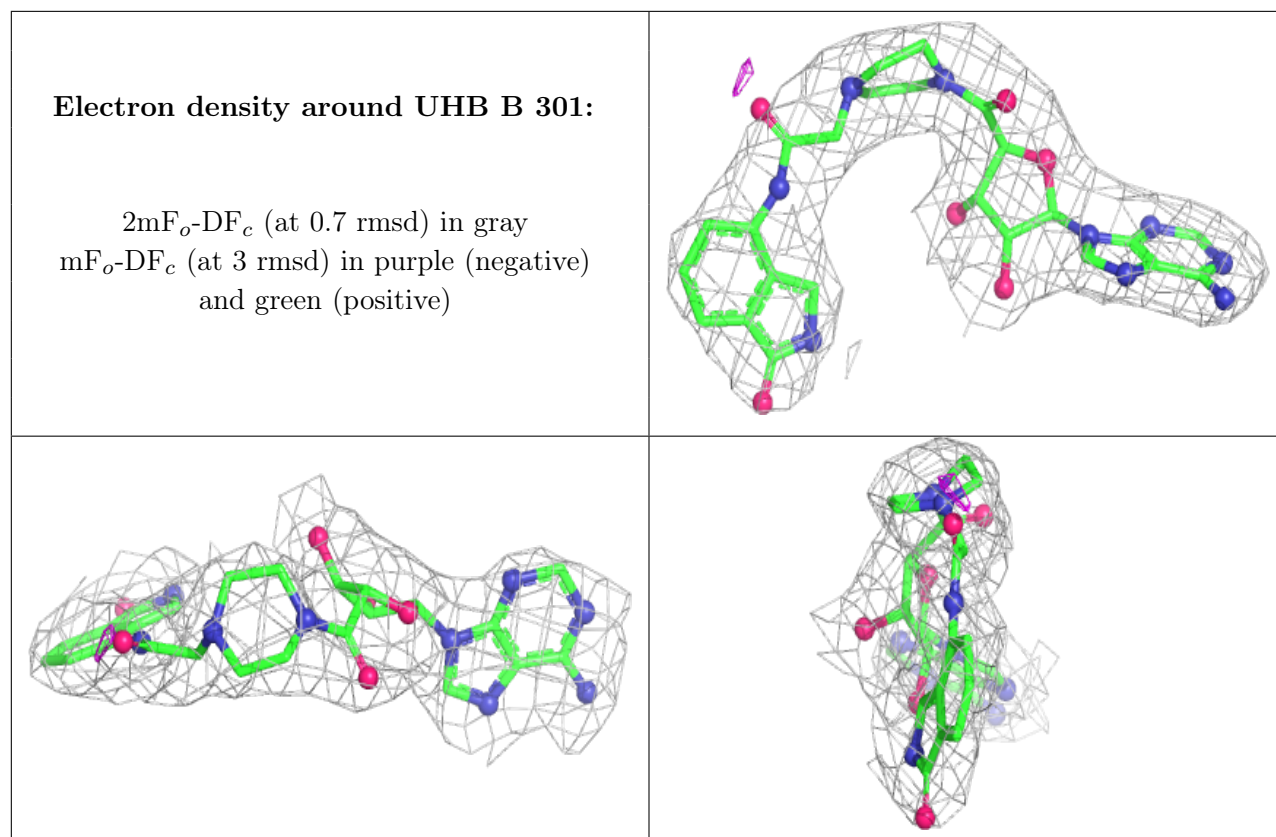 Electron density around UHB B 301:
2mFo-DFc (at 0.7 rmsd) in gray
mFo-DFc (at 3 rmsd) in purple (negative)
and green (positive)